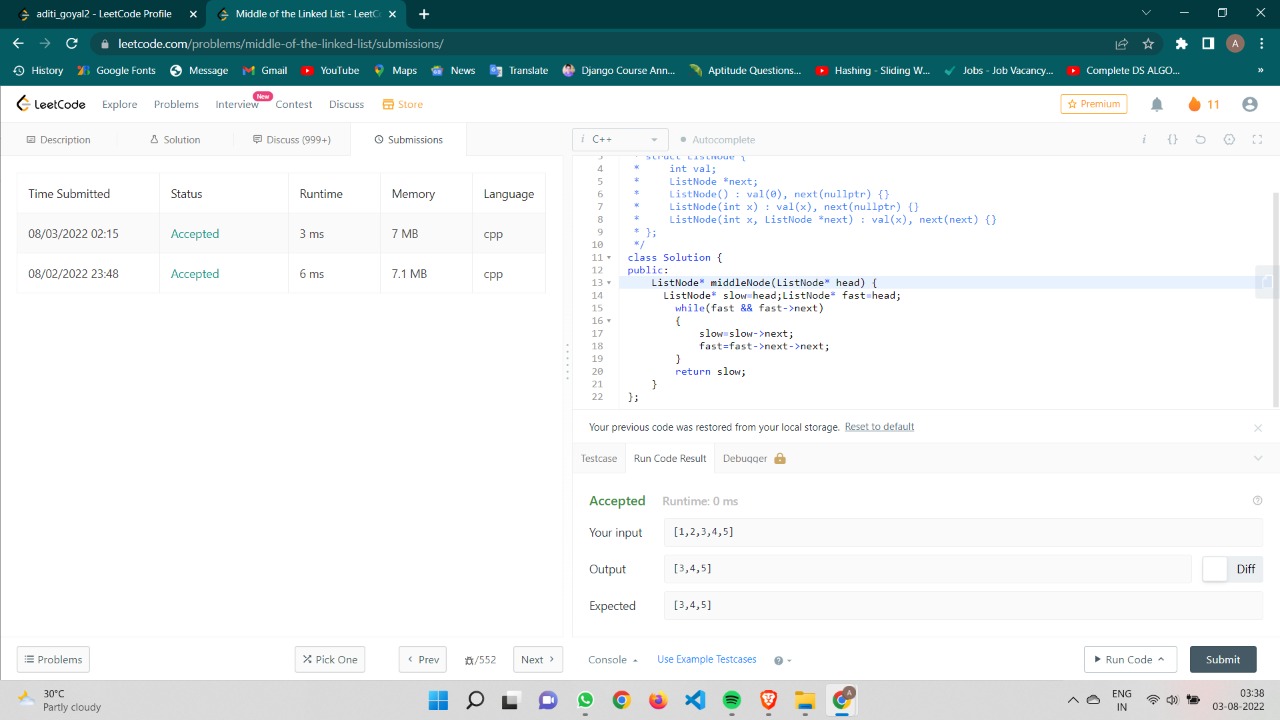 aditi_goyal2 - LeetCode Profile
Middle of the Linked List - LeetC
leetcode.com/problems/middle-of-the-linked-list/submissions/
A
History
Google Fonts
Message
Gmail
YouTube
Maps
News
Translate
Django Course Ann...
Aptitude Questions...
Hashing - Sliding W...
Jobs - Job Vacancy...
Complete DS ALGO...
»
LeetCode
Explore
Problems
Interview
New
Contest
Discuss
Store
Premium
11
Description
Solution
Discuss (999+)
Submissions
i C++
Autocomplete
Time Submitted Status Runtime Memory Language
08/03/2022 02:15 Accepted 3 ms 7 MB cpp
08/02/2022 23:48 Accepted 6 ms 7.1 MB cpp
3 * struct ListNode {
4 *     int val;
5 *     ListNode *next;
6 *     ListNode() : val(0), next(nullptr) {}
7 *     ListNode(int x) : val(x), next(nullptr) {}
8 *     ListNode(int x, ListNode *next) : val(x), next(next) {}
9 * };
10 */
11 class Solution {
12 public:
13     ListNode* middleNode(ListNode* head) {
14       ListNode* slow=head;ListNode* fast=head;
15         while(fast && fast->next)
16         {
17             slow=slow->next;
18             fast=fast->next->next;
19         }
20         return slow;
21     }
22 };
Your previous code was restored from your local storage. Reset to default
Testcase
Run Code Result
Debugger
Accepted Runtime: 0 ms
Your input [1,2,3,4,5]
Output [3,4,5] Diff
Expected [3,4,5]
Problems
Pick One
Prev
/552
Next
Console
Use Example Testcases
Run Code
Submit
30°C
Partly cloudy
A
ENG
IN
03:38
03-08-2022